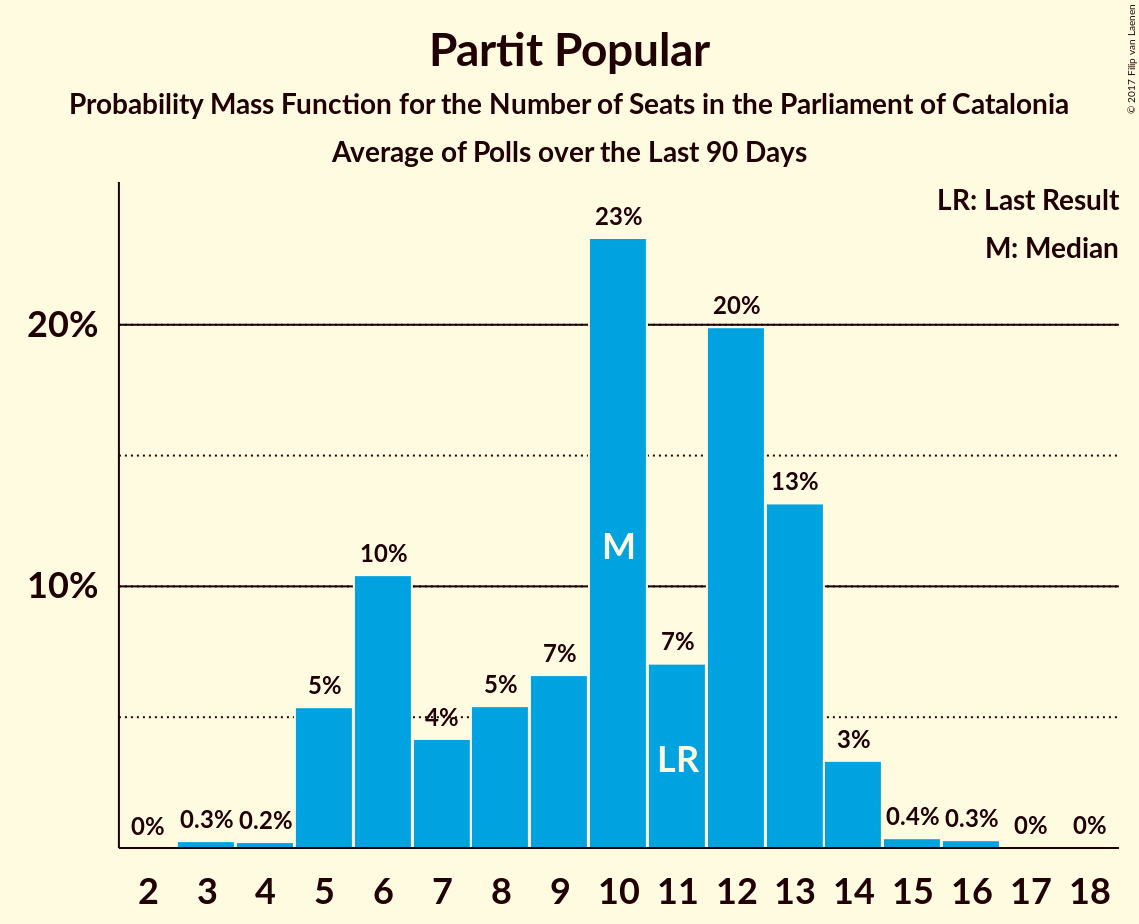 Partit Popular
Probability Mass Function for the Number of Seats in the Parliament of Catalonia
Average of Polls over the Last 90 Days
© 2017 Filip van Laenen
LR: Last Result
M: Median
20%
10%
0%
0.3%
0.2%
5%
10%
4%
5%
7%
23%
7%
20%
13%
3%
0.4%
0.3%
0%
0%
M
LR
2 3 4 5 6 7 8 9 10 11 12 13 14 15 16 17 18